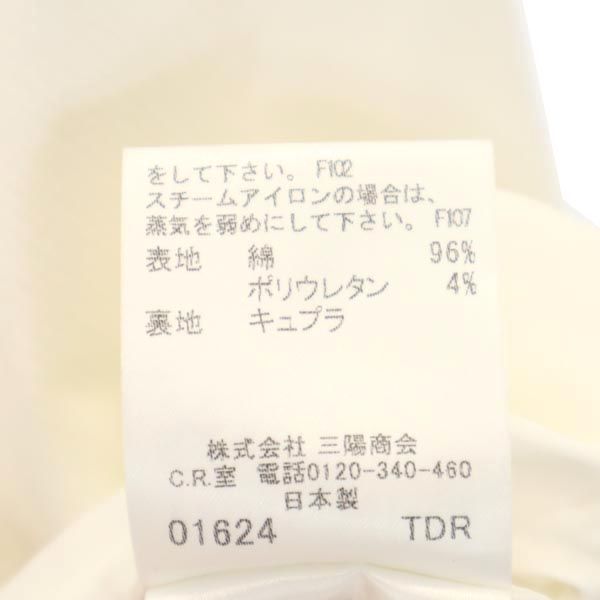 をして下さい。 F102
スチームアイロンの場合は、
蒸気を弱めにして下さい。 F107
表地 綿 96%
ポリウレタン 4%
裏地 キュプラ
株式会社 三陽商会
C.R.室 電話0120-340-460
日本製
01624 TDR